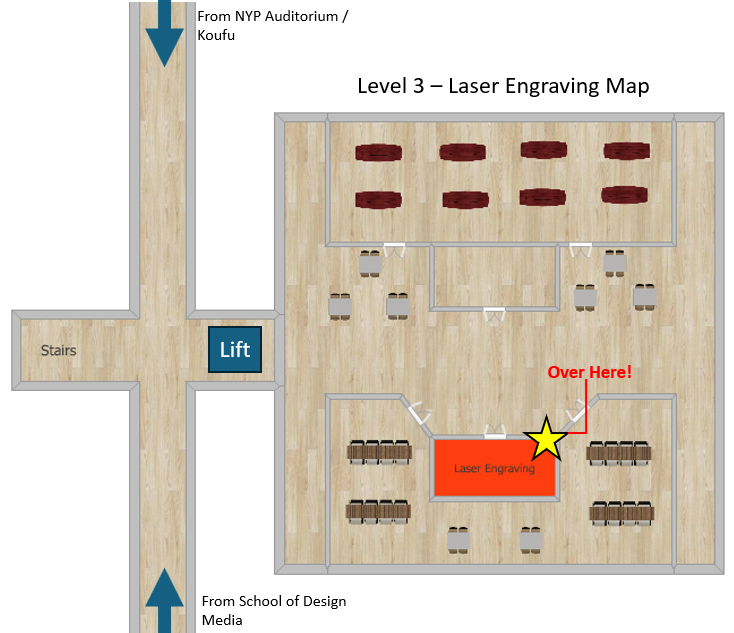 From NYP Auditorium /
Koufu
Level 3 – Laser Engraving Map
Stairs
Lift
Over Here!
Laser Engraving
From School of Design
Media